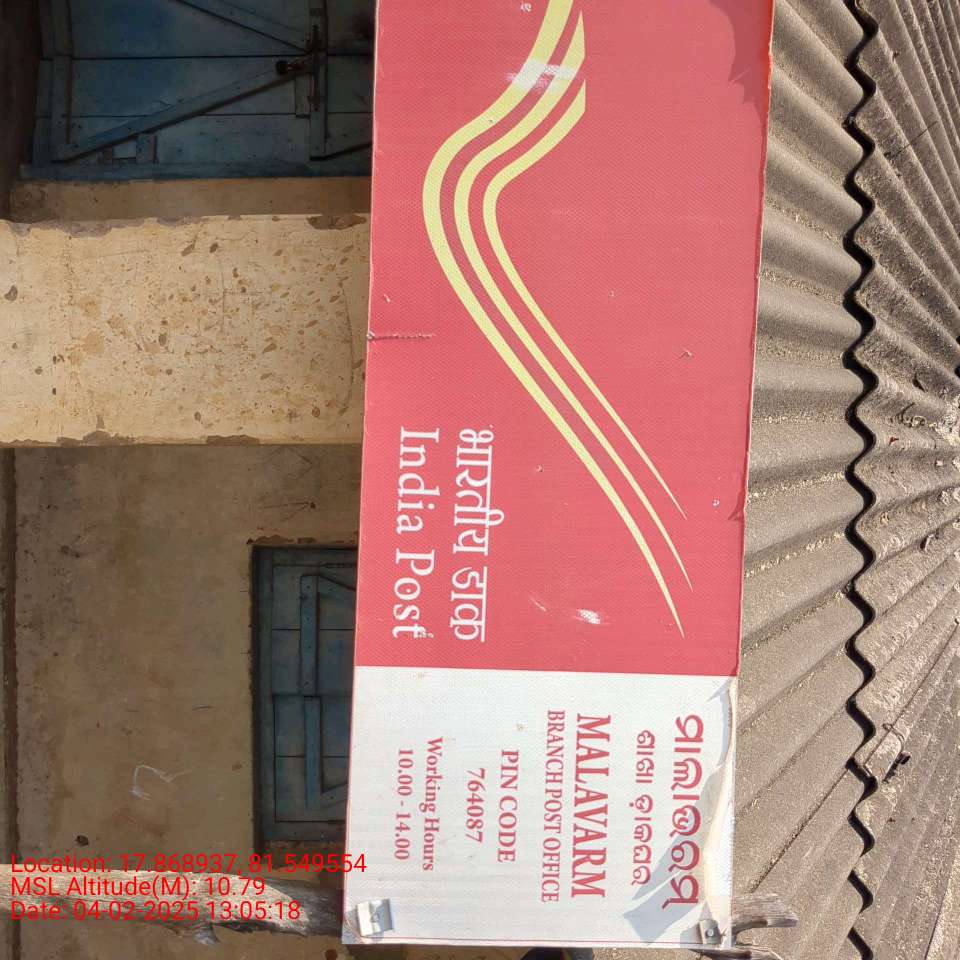 भारतीय डाक
India Post
ମାଲାଭରମ୍
ଶାଖା ଡ଼ାକଘର
MALAVARM
BRANCH POST OFFICE
PIN CODE
764087
Working Hours
10.00 - 14.00
Location: 17.868937, 81.549554
MSL Altitude(M): 10.79
Date: 04-02-2025 13:05:18